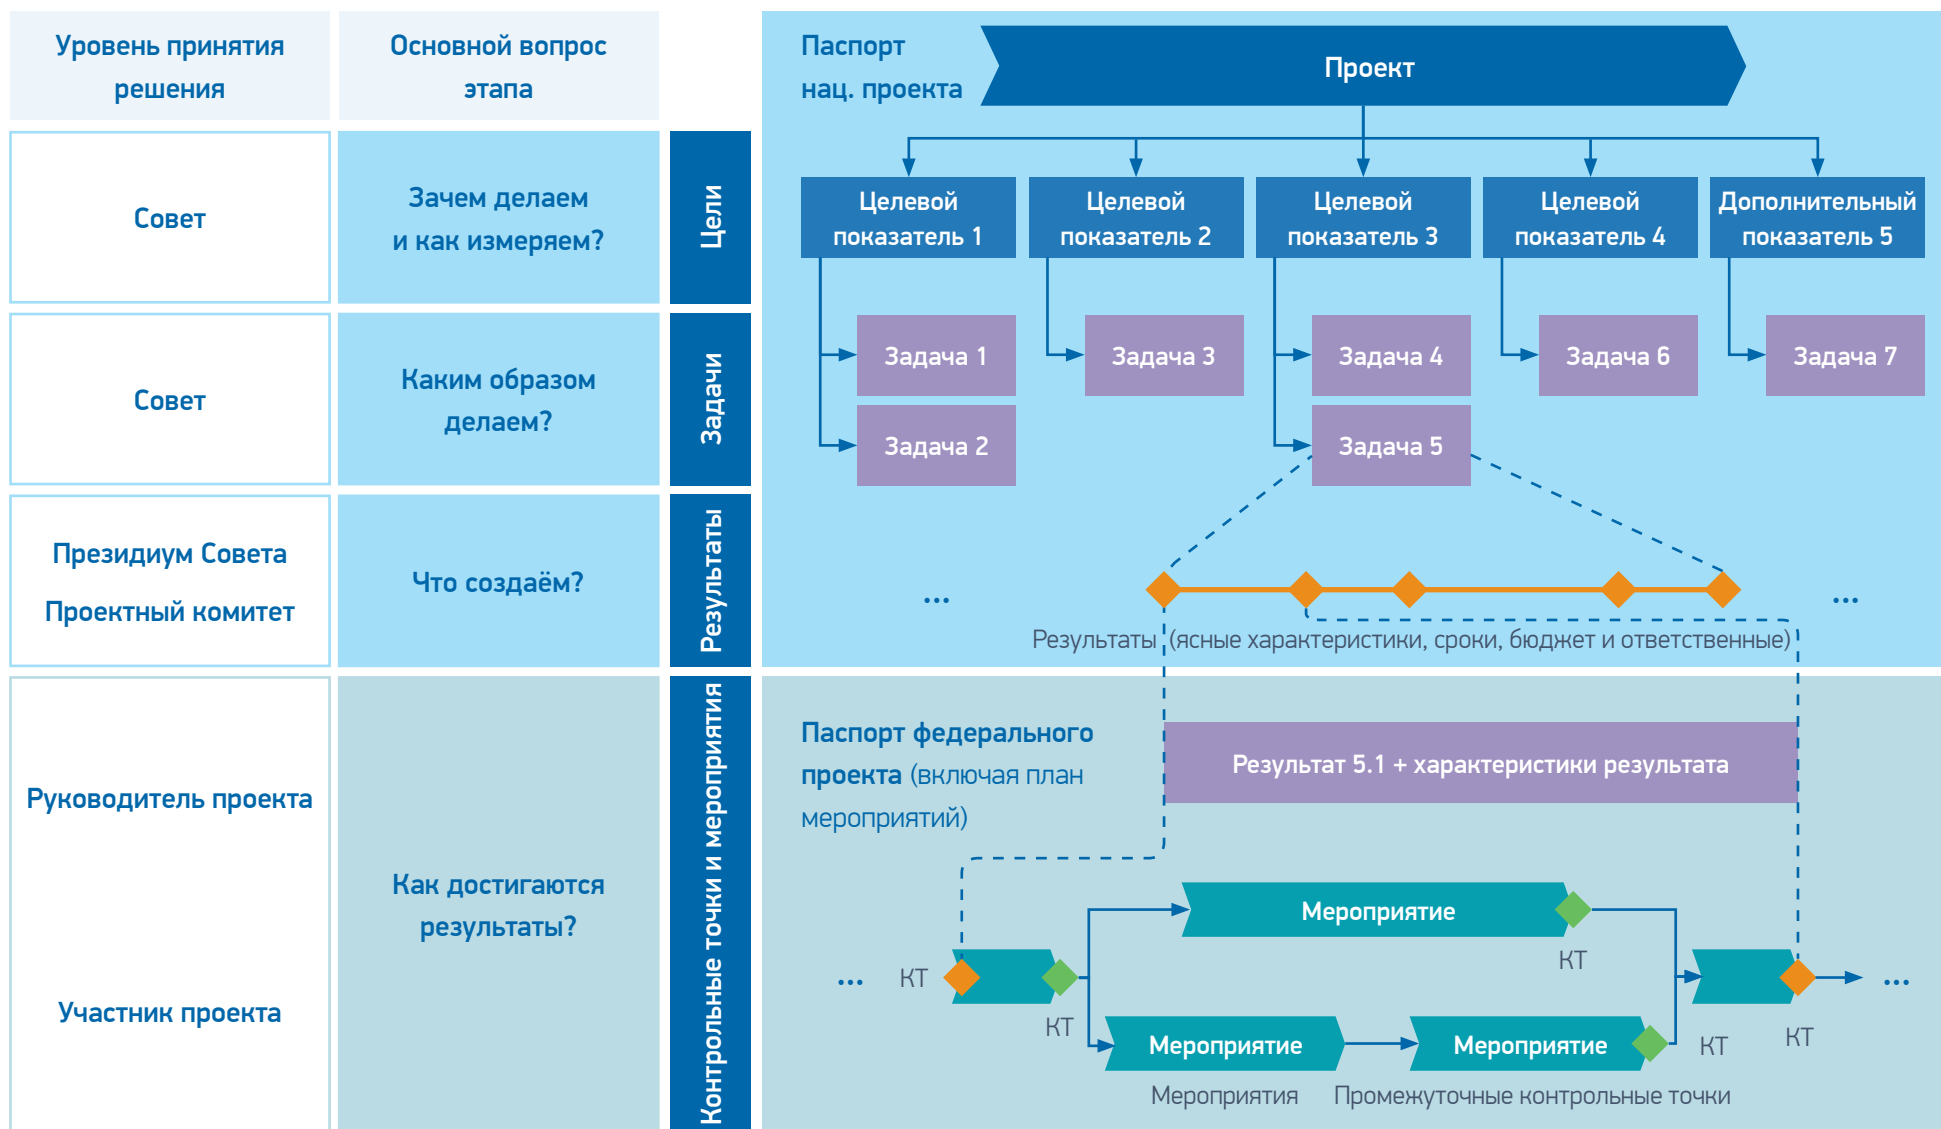 Уровень принятия
решения
Основной вопрос
этапа
Совет
Зачем делаем
и как измеряем?
Цели
Совет
Каким образом
делаем?
Задачи
Президиум Совета
Проектный комитет
Что создаём?
Результаты
Руководитель проекта
Участник проекта
Как достигаются
результаты?
Контрольные точки и мероприятия
Паспорт
нац. проекта
Проект
Целевой
показатель 1
Целевой
показатель 2
Целевой
показатель 3
Целевой
показатель 4
Дополнительный
показатель 5
Задача 1
Задача 3
Задача 4
Задача 6
Задача 7
Задача 2
Задача 5
...
...
Результаты (ясные характеристики, сроки, бюджет и ответственные)
Паспорт федерального
проекта (включая план
мероприятий)
Результат 5.1 + характеристики результата
Мероприятие
КТ
...
КТ
КТ
...
Мероприятие
Мероприятие
КТ
КТ
Мероприятия
Промежуточные контрольные точки